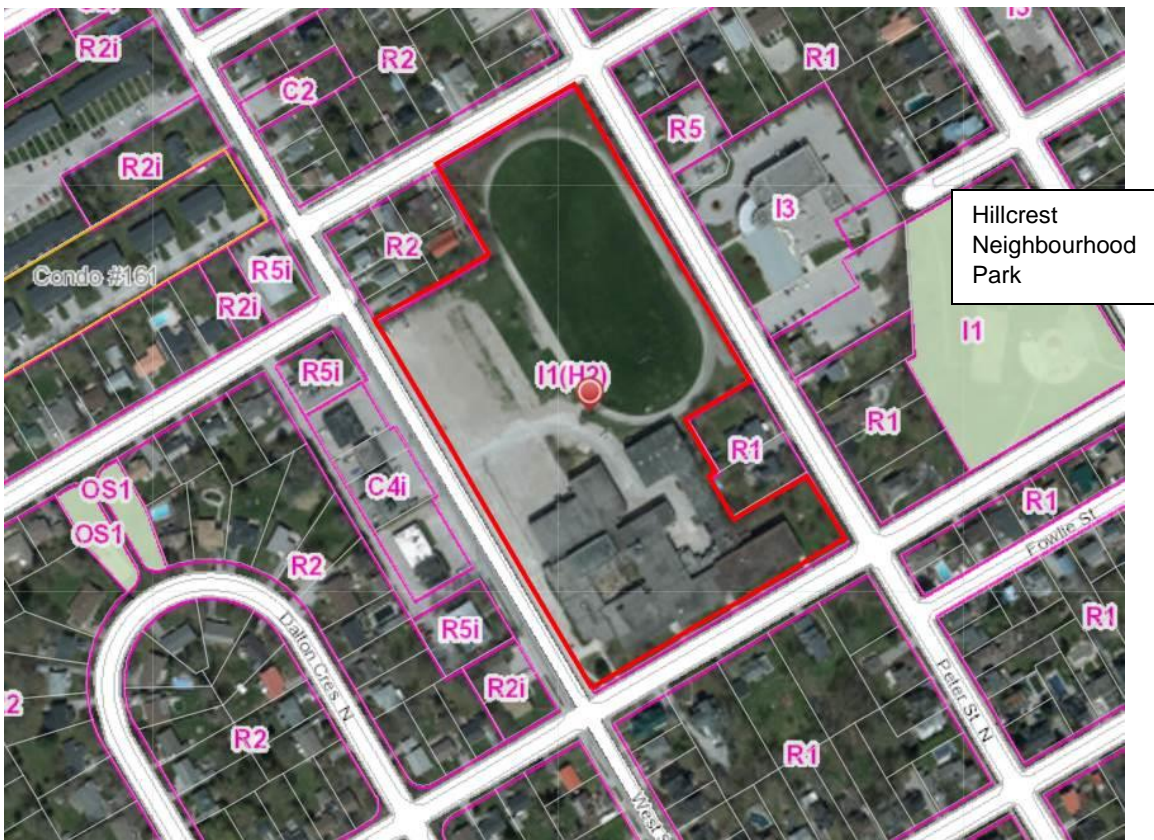 R2i
C2
R2
R1
R5
R2i
I3
R2
Condo #161
R5i
R2i
Hillcrest
Neighbourhood
Park
I1
R5i
I1(H2)
R1
R1
C4i
OS1
OS1
R2
R1
Fowlie St
R5i
R1
Dalton Cres. N
R2i
R2
R1
Peter St. N
West S